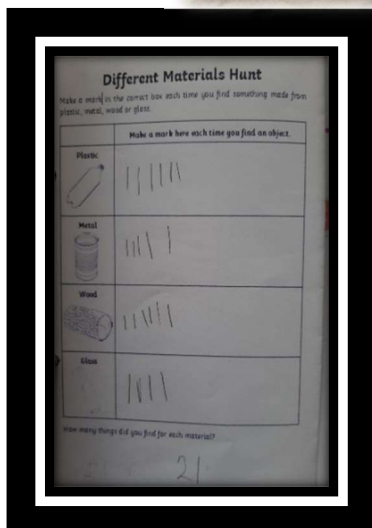 Different Materials Hunt
Make a mark in the correct box each time you find something made from
plastic, metal, wood or glass.
Make a mark here each time you find an object.
Plastic
Metal
Wood
Glass
How many things did you find for each material?
21